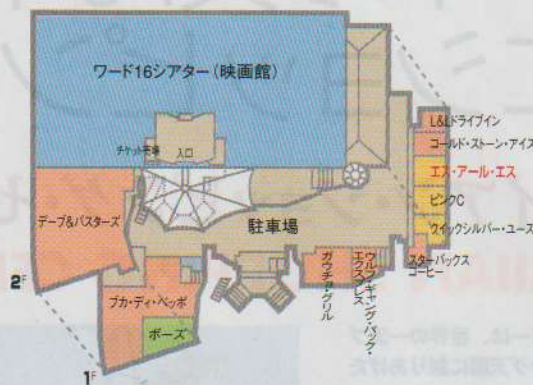 ワード16シアター(映画館)
チケット売場
入口
L&Lドライブイン
コールド・ストーン・アイス
エス・アール・エス
ピンクC
クイックシルバー・ユース
スターバックス
コーヒー
デーブ&バスターズ
駐車場
ガウチョ・グリル
ウルフギャング・パック・
エクスプレス
ブカ・ディ・ベッポ
ボーズ
2F
1F